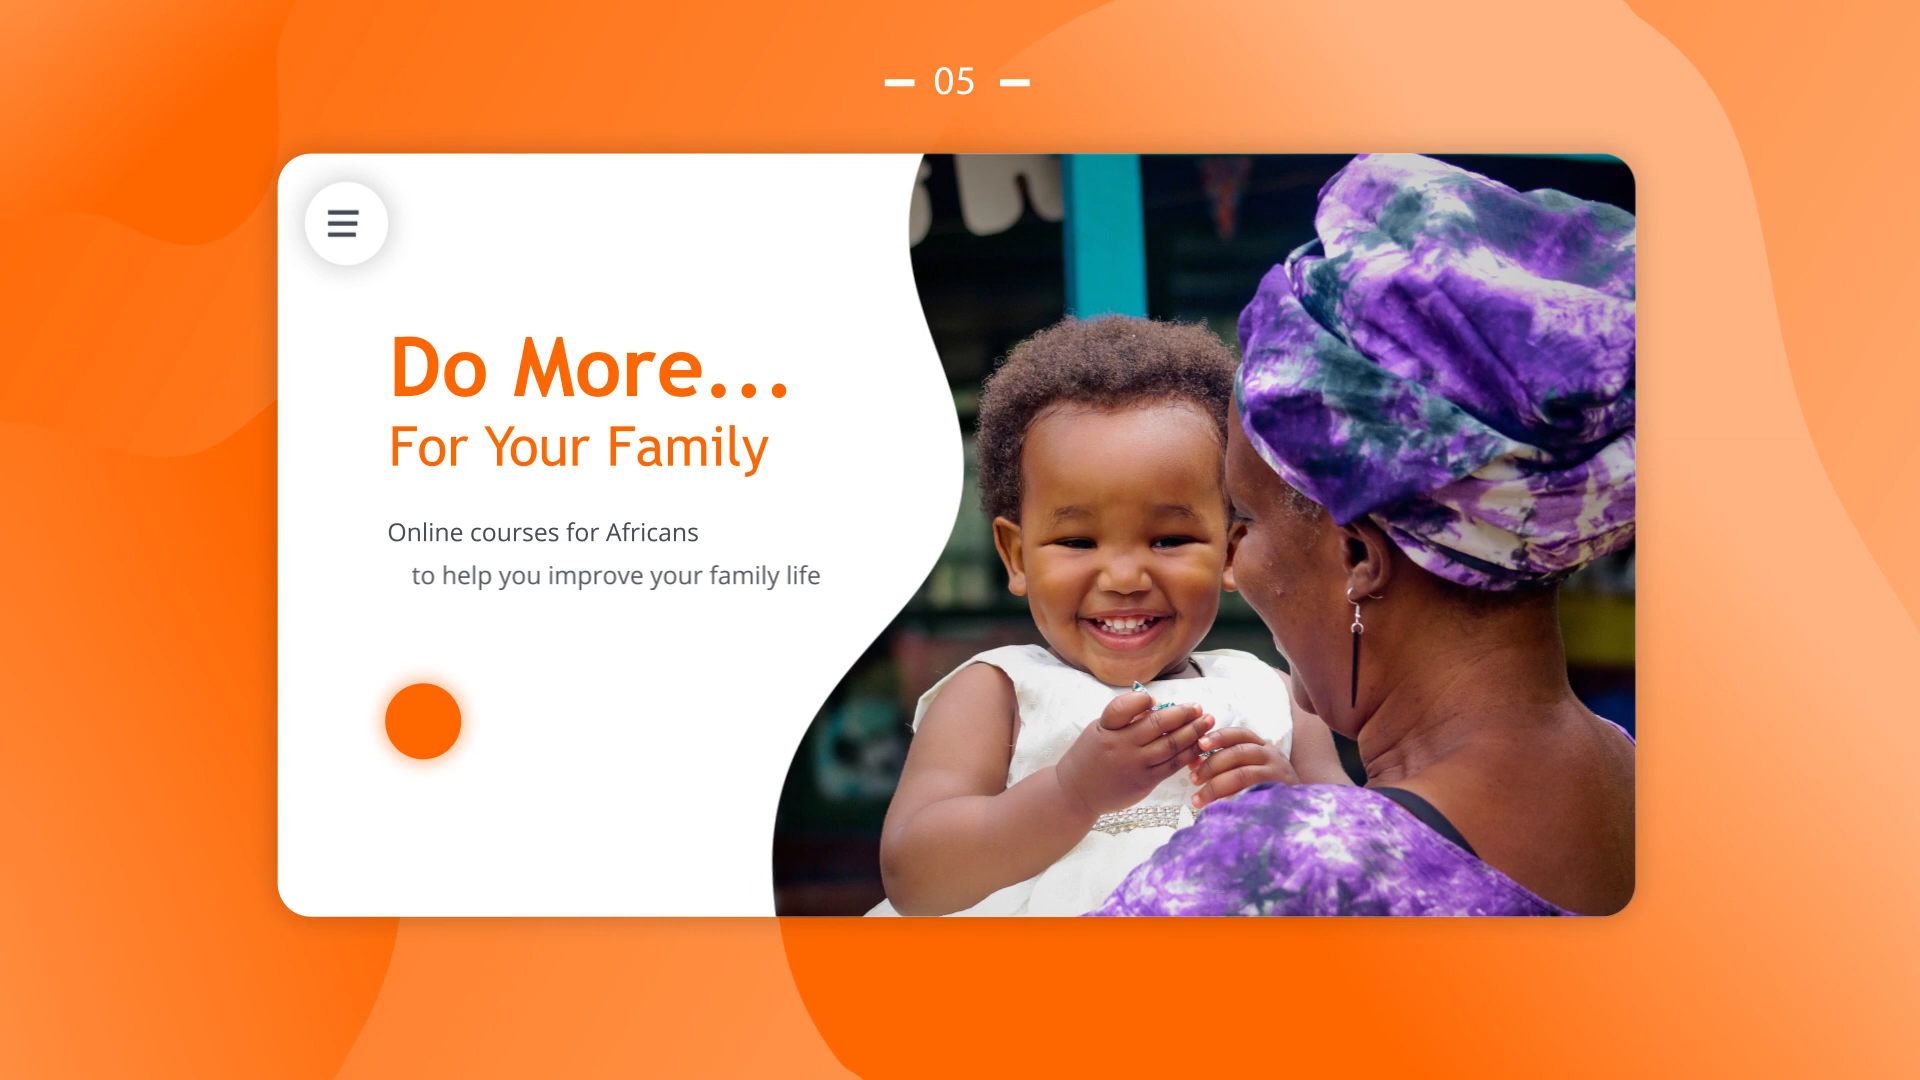 05
Do More...
For Your Family
Online courses for Africans
to help you improve your family life